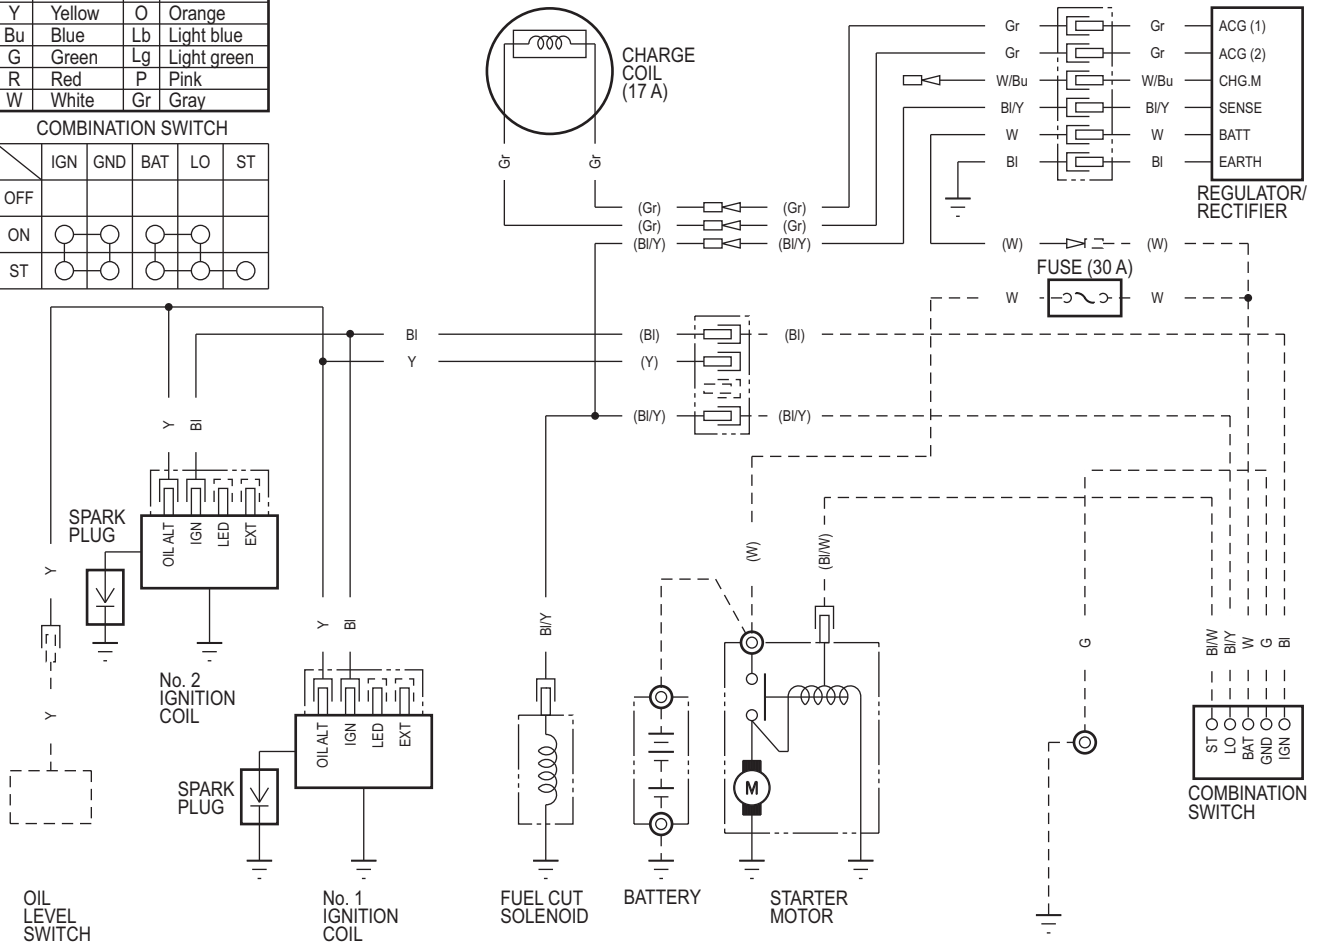 Y Yellow O Orange
Bu Blue Lb Light blue
G Green Lg Light green
R Red P Pink
W White Gr Gray
COMBINATION SWITCH
IGN GND BAT LO ST
OFF
ON
ST
CHARGE
COIL
(17 A)
Gr
Gr
Gr Gr ACG (1)
Gr Gr ACG (2)
W/Bu W/Bu CHG.M
Bl/Y Bl/Y SENSE
W W BATT
Bl Bl EARTH
REGULATOR/
RECTIFIER
(Gr) (Gr)
(Gr) (Gr)
(Bl/Y) (Bl/Y)
(W) (W)
FUSE (30 A)
W W
Bl (Bl) (Bl)
Y (Y)
(Bl/Y) (Bl/Y)
Y
Bl
SPARK
PLUG
OIL ALT
IGN
LED
EXT
No. 2
IGNITION
COIL
Y
Y
OIL
LEVEL
SWITCH
Y
Bl
SPARK
PLUG
OIL ALT
IGN
LED
EXT
No. 1
IGNITION
COIL
Bl/Y
FUEL CUT
SOLENOID
BATTERY
(W)
(Bl/W)
M
STARTER
MOTOR
G
Bl/W
Bl/Y
W
G
Bl
ST
LO
BAT
GND
IGN
COMBINATION
SWITCH